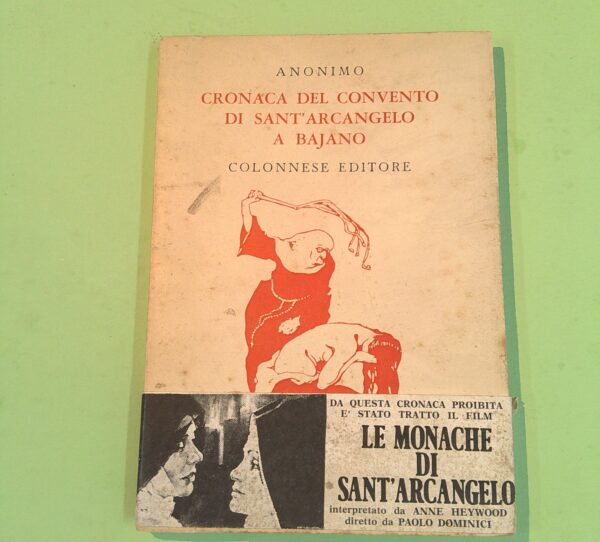 ANONIMO
CRONACA DEL CONVENTO
DI SANT'ARCANGELO
A BAJANO
COLONNESE EDITORE
DA QUESTA CRONACA PROIBITA
E' STATO TRATTO IL FILM
LE MONACHE
DI
SANT'ARCANGELO
interpretato da ANNE HEYWOOD
diretto da PAOLO DOMINICI